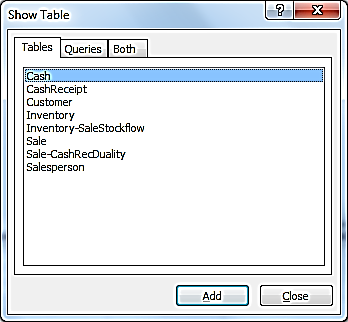 Show Table
?
Tables Queries Both
Cash
CashReceipt
Customer
Inventory
Inventory-SaleStockflow
Sale
Sale-CashRecDuality
Salesperson
Add Close